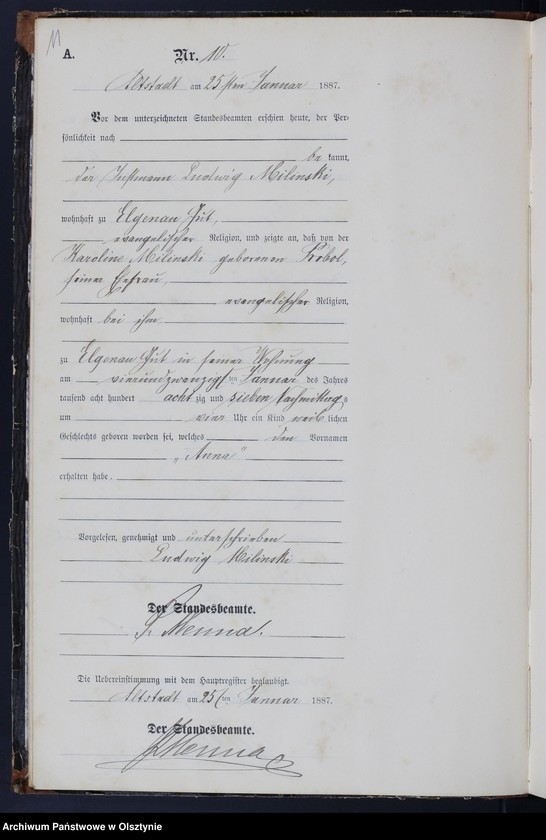 11
A. Nr. 10.
Altstadt am 25sten Januar 1887.
Vor dem unterzeichneten Standesbeamten erschien heute, der Per-
sönlichkeit nach
be kannt,
der Instmann Ludwig Milinski,
wohnhaft zu Elgenau Gut,
evangelischer Religion, und zeigte an, daß von der
Karoline Milinski geborenen
seiner Ehefrau,
evangelischer Religion,
wohnhaft bei ihm
zu Elgenau Gut in seiner Wohnung
am vierundzwanzigsten Januar des Jahres
tausend acht hundert acht zig und sieben Nachmittags
um vier Uhr ein Kind weib lichen
Geschlechts geboren worden sei, welches den Vornamen
„Anna“
erhalten habe.
Vorgelesen, genehmigt und unterschrieben
Ludwig Milinski
Der Standesbeamte.
Die Uebereinstimmung mit dem Hauptregister beglaubigt.
Altstadt am 25ten Januar 1887.
Der Standesbeamte.
Archiwum Państwowe w Olsztynie